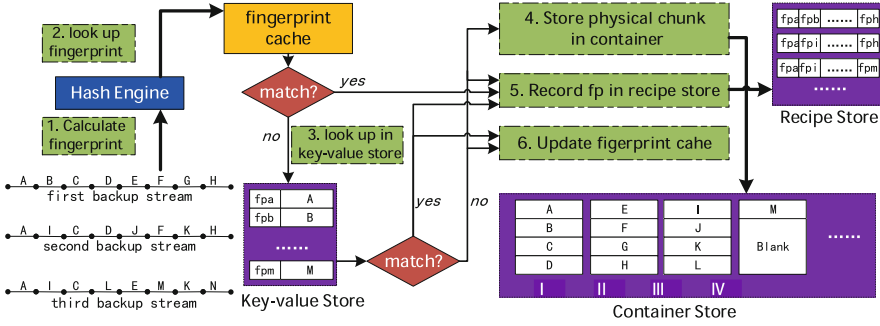 2. look up
fingerprint
fingerprint
cache
Hash Engine
1. Calculate
fingerprint
match?
yes
no
3. look up in
key-value store
4. Store physical chunk
in container
5. Record fp in recipe store
6. Update figerprint cahe
fpa fpb ...... fph
fpa fpi ...... fph
fpa fpi ...... fpm
......
Recipe Store
A B C D E F G H
first backup stream
A I C D J F K H
second backup stream
A I C L E M K N
third backup stream
fpa A
fpb B
......
fpm M
Key-value Store
match?
yes
no
A E I M
B F J
C G K Blank
D H L
......
I II III IV
Container Store